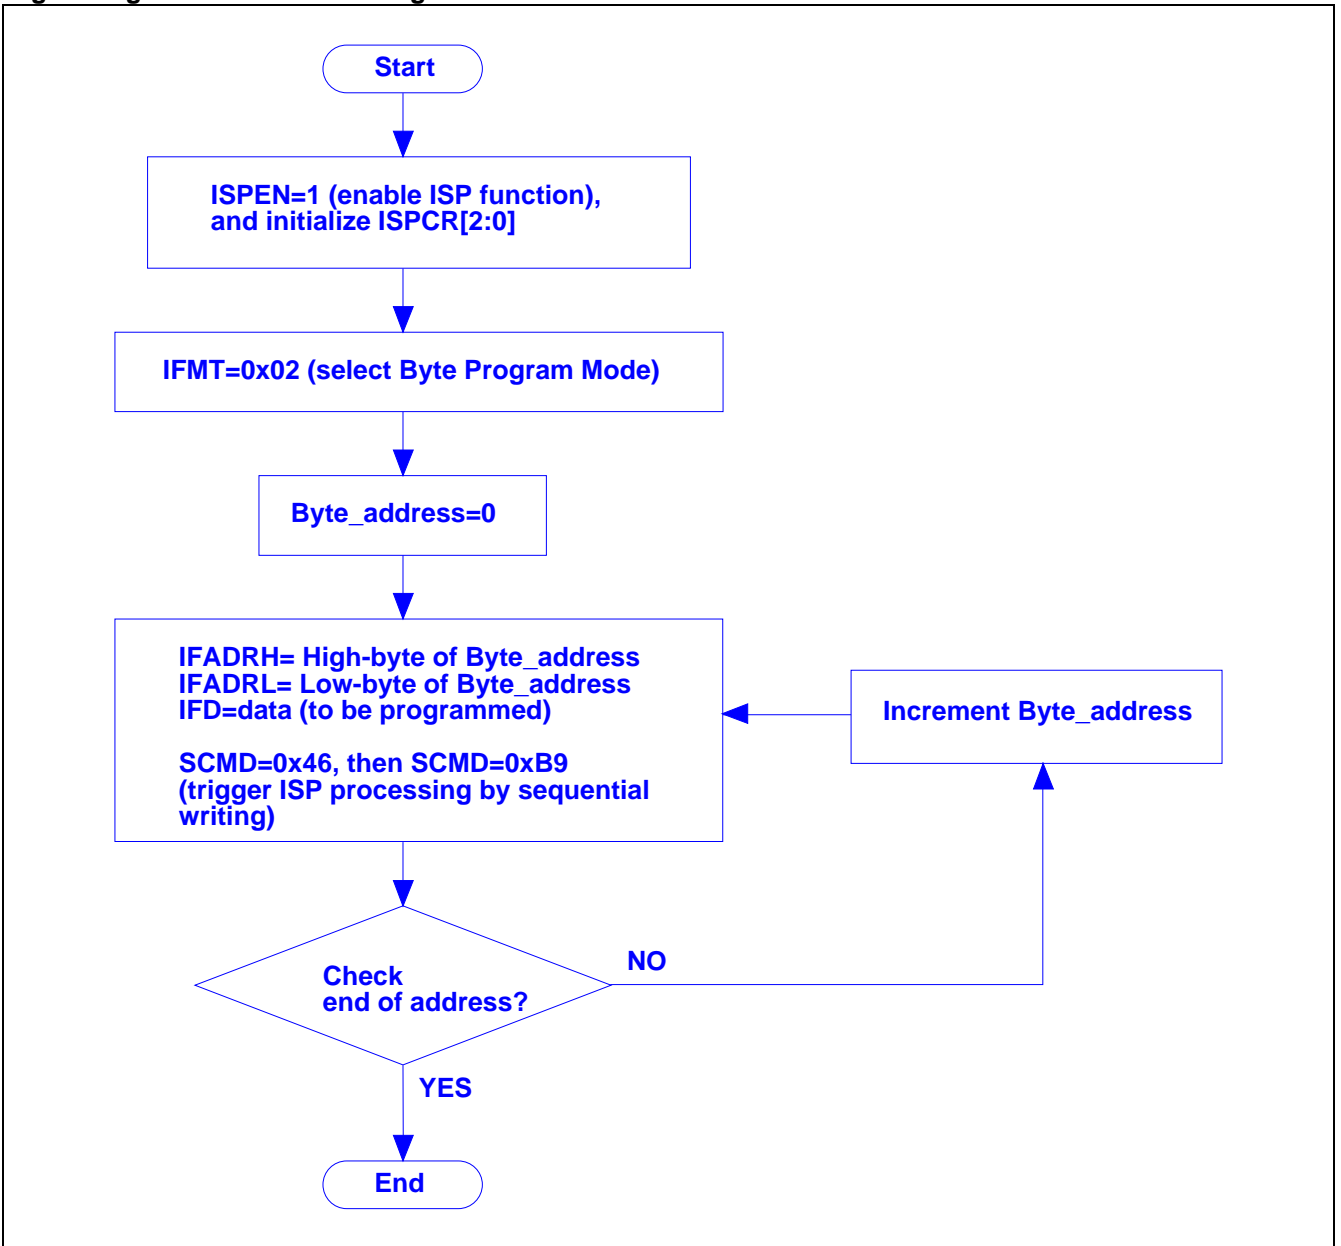 Start
ISPEN=1 (enable ISP function),
and initialize ISPCR[2:0]
IFMT=0x02 (select Byte Program Mode)
Byte_address=0
IFADRH= High-byte of Byte_address
IFADRL= Low-byte of Byte_address
IFD=data (to be programmed)
SCMD=0x46, then SCMD=0xB9
(trigger ISP processing by sequential
writing)
Increment Byte_address
Check
end of address?
NO
YES
End